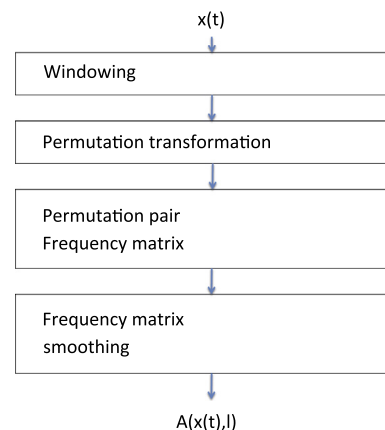 x(t)
Windowing
Permutation transformation
Permutation pair
Frequency matrix
Frequency matrix
smoothing
A(x(t),l)